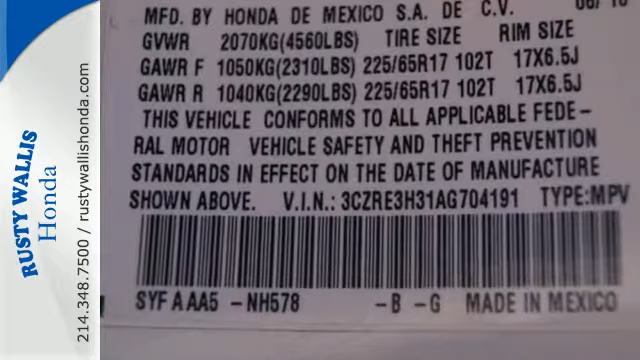 MFD. BY HONDA DE MEXICO S.A. DE C.V.
GVWR 2070KG(4560LBS) TIRE SIZE RIM SIZE
GAWR F 1050KG(2310LBS) 225/65R17 102T 17X6.5J
GAWR R 1040KG(2290LBS) 225/65R17 102T 17X6.5J
THIS VEHICLE CONFORMS TO ALL APPLICABLE FEDE-
RAL MOTOR VEHICLE SAFETY AND THEFT PREVENTION
STANDARDS IN EFFECT ON THE DATE OF MANUFACTURE
SHOWN ABOVE. V.I.N.: 3CZRE3H31AG704191 TYPE:MPV
SYF AAA5 -NH578 -B -G MADE IN MEXICO
RUSTY WALLIS
Honda
214.348.7500 / rustywallishonda.com